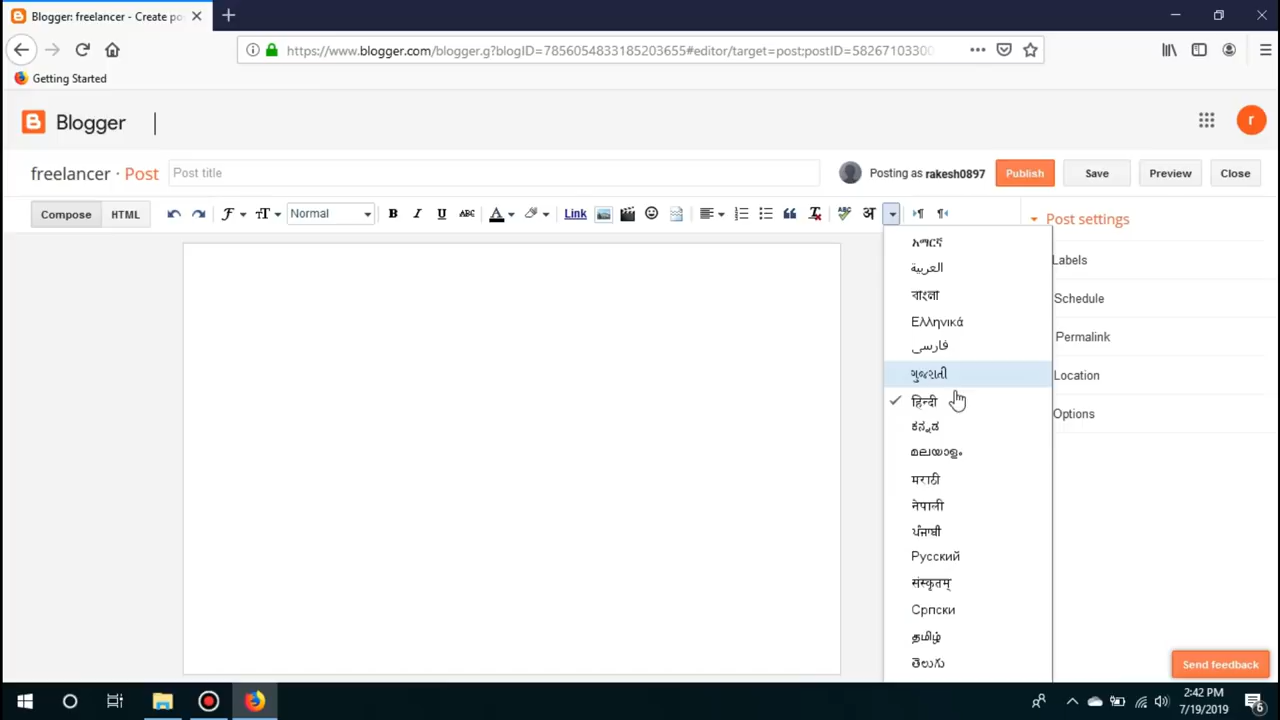 Blogger: freelancer - Create po
https://www.blogger.com/blogger.g?blogID=7856054833185203655#editor/target=post;postID=58267103300
Getting Started
Blogger
r
freelancer · Post
Post title
Posting as rakesh0897
Publish
Save
Preview
Close
Compose
HTML
Normal
B
I
U
ABC
A
Link
ABC
अ
Post settings
አማርኛ
Labels
العربية
বাংলা
Schedule
Ελληνικά
Permalink
فارسی
ગુજરાતી
Location
हिन्दी
Options
ಕನ್ನಡ
മലയാളം
मराठी
नेपाली
ਪੰਜਾਬੀ
Русский
संस्कृतम्
Српски
தமிழ்
తెలుగు
Send feedback
2:42 PM
7/19/2019
6